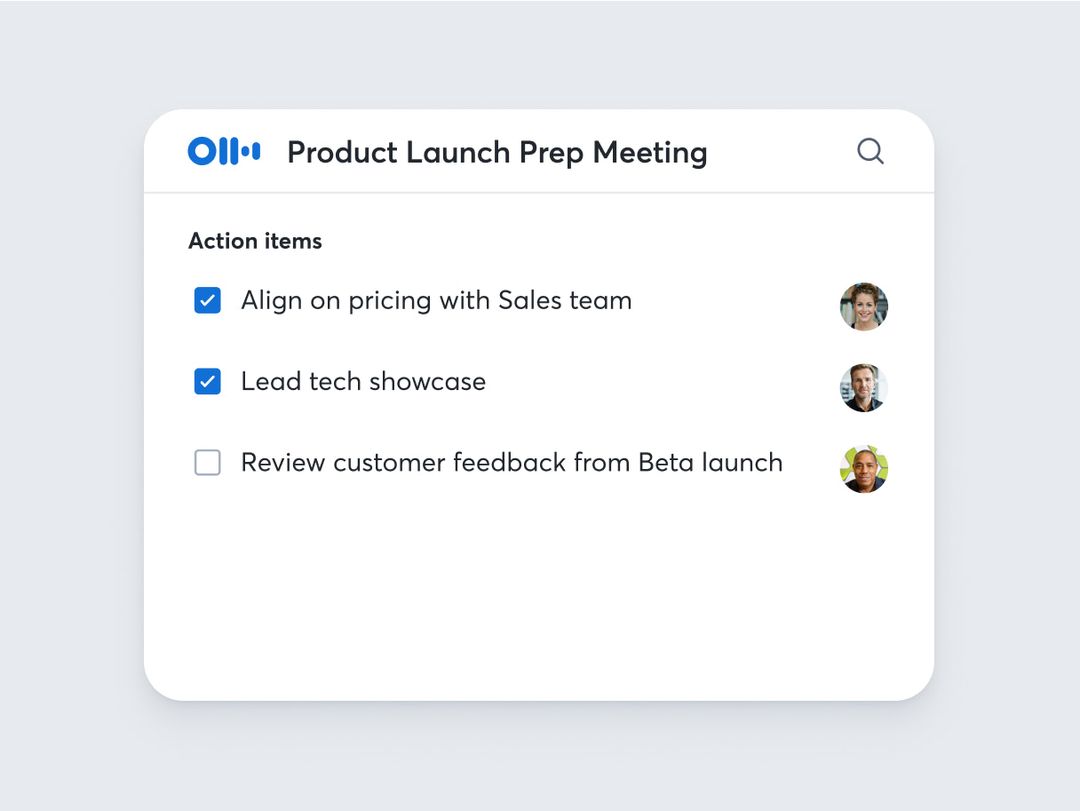 Product Launch Prep Meeting
Action items
Align on pricing with Sales team
Lead tech showcase
Review customer feedback from Beta launch